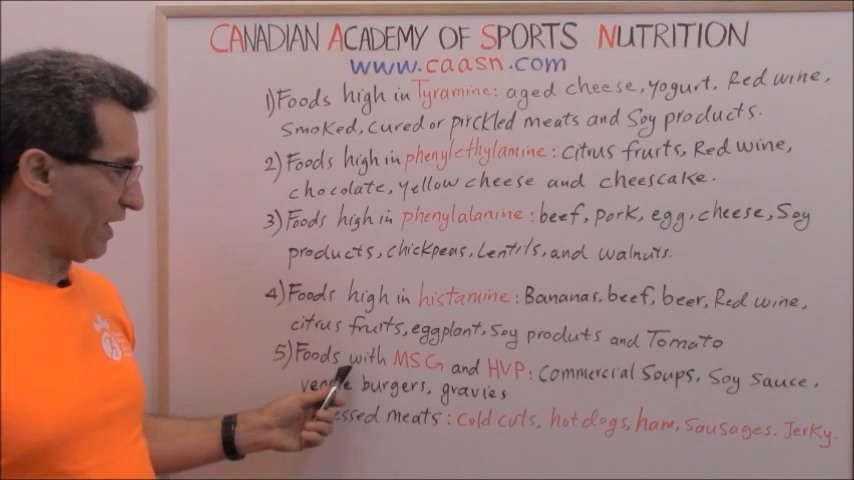 CANADIAN ACADEMY OF SPORTS NUTRITION
www.caasn.com
1) Foods high in Tyramine: aged cheese, yogurt, Red wine,
Smoked, cured or pirckled meats and Soy products.
2) Foods high in phenylethylamine: citrus fruits, Red wine,
chocolate, yellow cheese and cheescake.
3) Foods high in phenylalanine: beef, pork, egg, cheese, Soy
products, chickpeas, Lentils, and walnuts.
4) Foods high in histamine: Bananas, beef, beer, Red wine,
citrus fruits, eggplant, Soy produts and Tomato
5) Foods with MSG and HVP: Commercial Soups, Soy Sauce,
burgers, gravies
meats: cold cuts, hot dogs, ham, Sausages. Jerky.